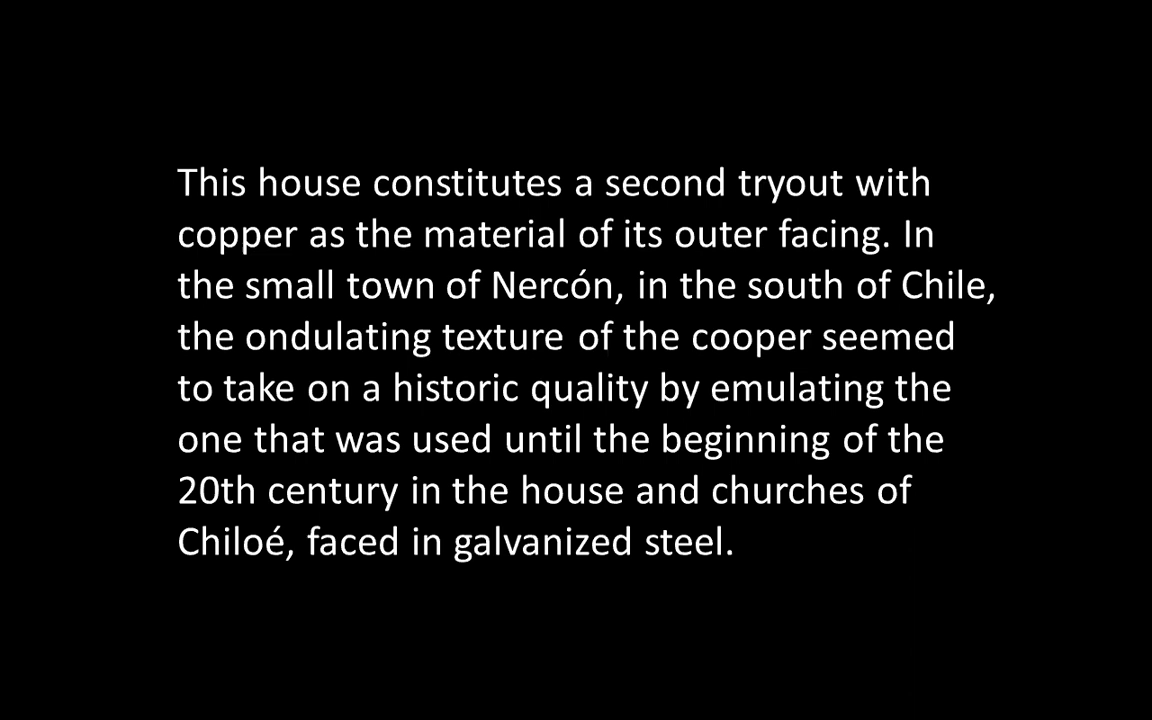 This house constitutes a second tryout with
copper as the material of its outer facing. In
the small town of Nercón, in the south of Chile,
the ondulating texture of the cooper seemed
to take on a historic quality by emulating the
one that was used until the beginning of the
20th century in the house and churches of
Chiloé, faced in galvanized steel.